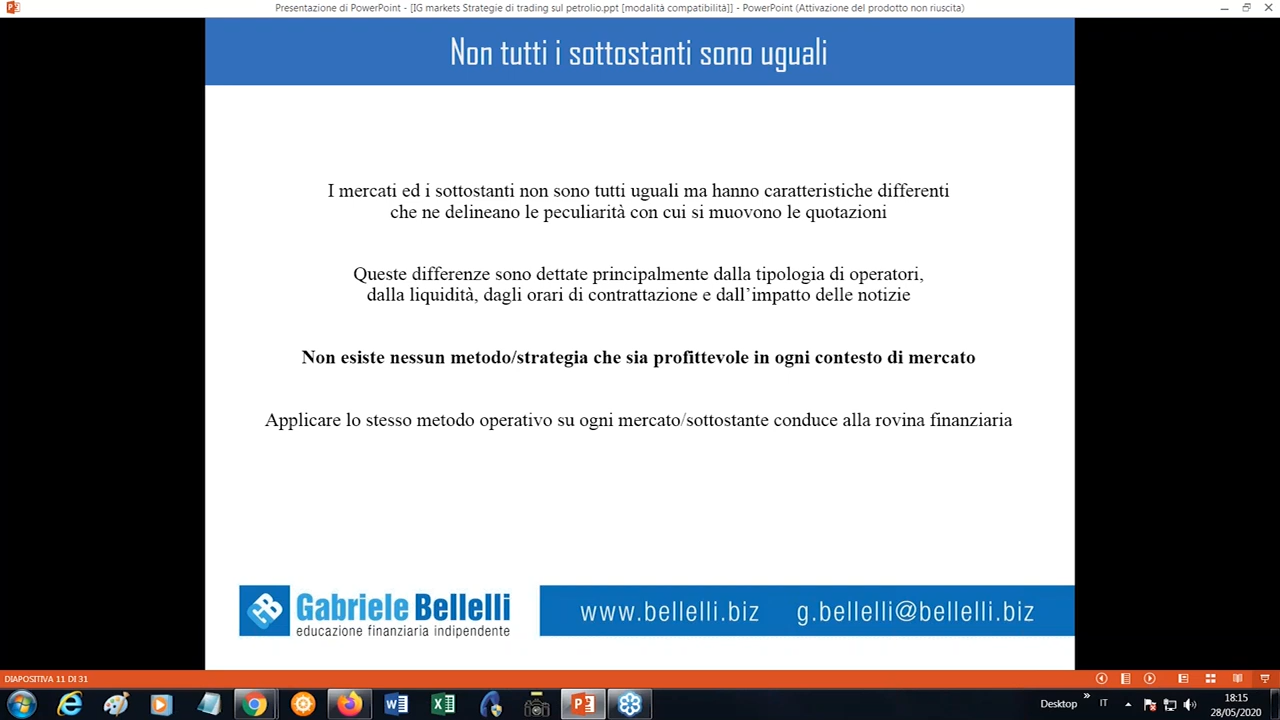 Presentazione di PowerPoint - [IG markets Strategie di trading sul petrolio.ppt [modalità compatibilità]] - PowerPoint (Attivazione del prodotto non riuscita)
Non tutti i sottostanti sono uguali
I mercati ed i sottostanti non sono tutti uguali ma hanno caratteristiche differenti
che ne delineano le peculiarità con cui si muovono le quotazioni
Queste differenze sono dettate principalmente dalla tipologia di operatori,
dalla liquidità, dagli orari di contrattazione e dall’impatto delle notizie
Non esiste nessun metodo/strategia che sia profittevole in ogni contesto di mercato
Applicare lo stesso metodo operativo su ogni mercato/sottostante conduce alla rovina finanziaria
Gabriele Bellelli
educazione finanziaria indipendente
www.bellelli.biz g.bellelli@bellelli.biz
DIAPOSITIVA 11 DI 31
Desktop
IT
18:15
28/05/2020